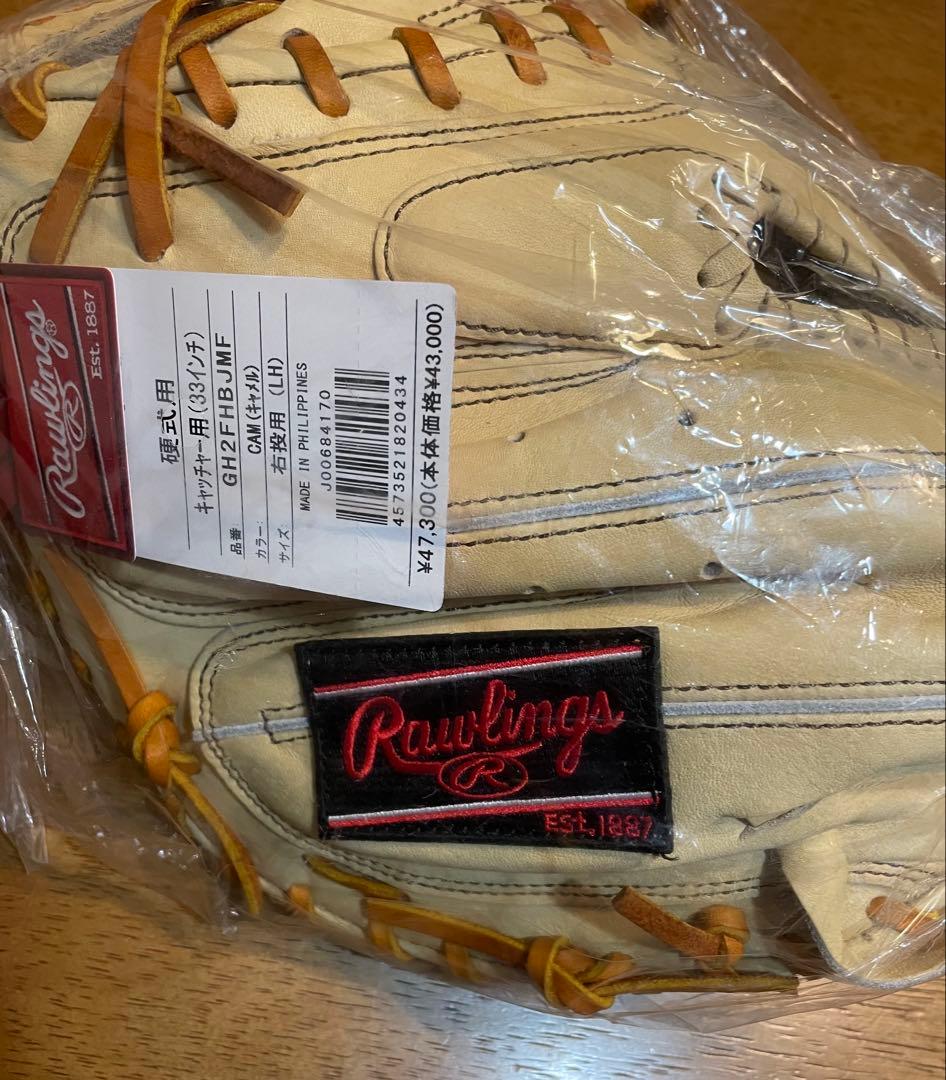 Rawlings®
R
Est. 1887
硬式用
キャッチャー用(33インチ)
品番 GH2FHBJMF
カラー: CAM(キャメル)
サイズ: 右投用 (LH)
MADE IN PHILIPPINES
J00684170
4573521820434
¥47,300(本体価格¥43,000)
Rawlings
R
EST. 1887